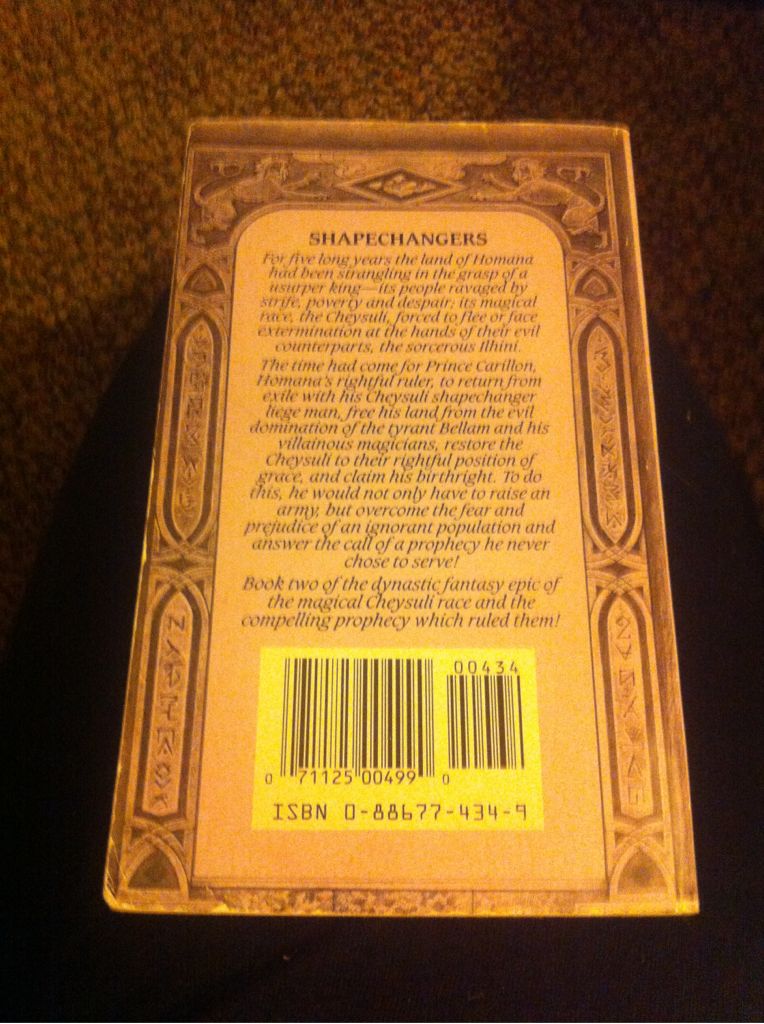 SHAPECHANGERS
For five long years the land of Homana
had been strangling in the grasp of a
usurper king—its people ravaged by
strife, poverty and despair; its magical
race, the Cheysuli, forced to flee or face
extermination at the hands of their evil
counterparts, the sorcerous Ilhini.
The time had come for Prince Carillon,
Homana's rightful ruler, to return from
exile with his Cheysuli shapechanger
liege man, free his land from the evil
domination of the tyrant Bellam and his
villainous magicians, restore the
Cheysuli to their rightful position of
grace, and claim his birthright. To do
this, he would not only have to raise an
army, but overcome the fear and
prejudice of an ignorant population and
answer the call of a prophecy he never
chose to serve!
Book two of the dynastic fantasy epic of
the magical Cheysuli race and the
compelling prophecy which ruled them!
00434
0 71125 00499 0
ISBN 0-88677-434-9